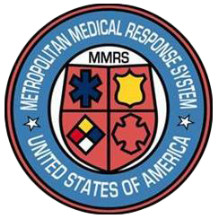 METROPOLITAN MEDICAL RESPONSE SYSTEM
MMRS
UNITED STATES OF AMERICA